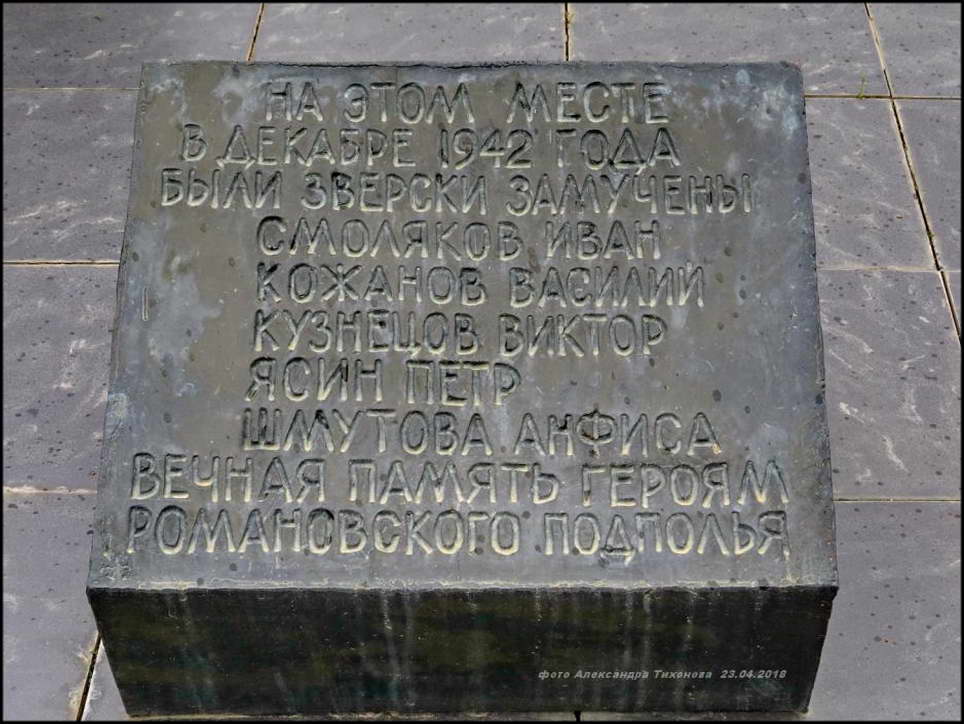 НА ЭТОМ МЕСТЕ
В ДЕКАБРЕ 1942 ГОДА
БЫЛИ ЗВЕРСКИ ЗАМУЧЕНЫ
СМОЛЯКОВ ИВАН
КОЖАНОВ ВАСИЛИЙ
КУЗНЕЦОВ ВИКТОР
ЯСИН ПЕТР
ШМУТОВА АНФИСА
ВЕЧНАЯ ПАМЯТЬ ГЕРОЯМ
РОМАНОВСКОГО ПОДПОЛЬЯ
фото Александра Тихонова 23.04.2018